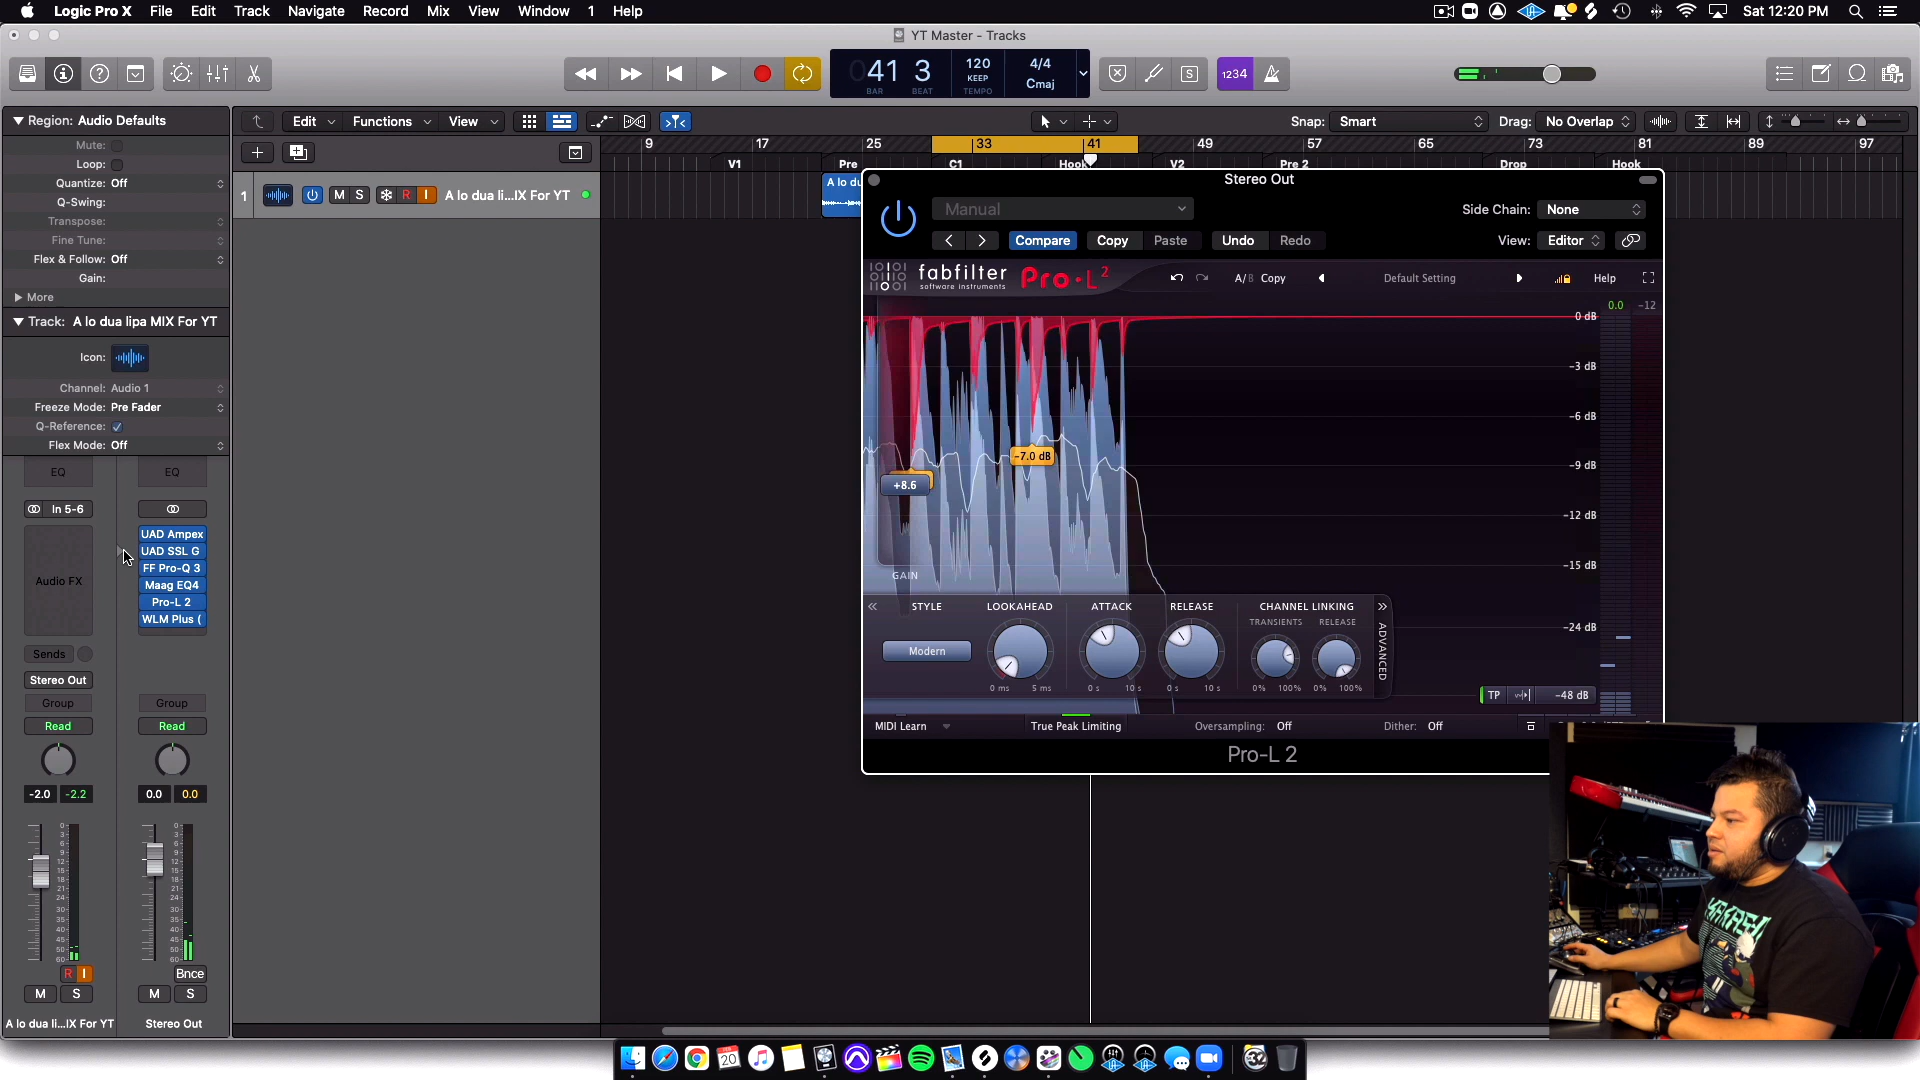 Logic Pro X File Edit Track Navigate Record Mix View Window 1 Help Sat 12:20 PM
YT Master - Tracks
41 3 120 4/4
KEEP Cmaj
BAR BEAT TEMPO
S 1234
Region: Audio Defaults
Edit Functions View Snap: Smart Drag: No Overlap
Mute:
Loop:
Quantize: Off
Q-Swing:
Transpose:
Fine Tune:
Flex & Follow: Off
Gain:
More
9 17 25 33 41 49 57 65 73 81 89 97
V1 Pre C1 Hook V2 Pre 2 Drop Hook
1 M S R I A lo dua li...IX For YT
A lo du
Track: A lo dua lipa MIX For YT
Icon:
Channel: Audio 1
Freeze Mode: Pre Fader
Q-Reference:
Flex Mode: Off
EQ EQ
In 5-6
Audio FX
UAD Ampex
UAD SSL G
FF Pro-Q 3
Maag EQ4
Pro-L 2
WLM Plus (
Sends
Stereo Out
Group Group
Read Read
-2.0 -2.2 0.0 0.0
R I Bnce
M S M S
A lo dua li...IX For YT Stereo Out
Stereo Out
Manual Side Chain: None
Compare Copy Paste Undo Redo View: Editor
fabfilter Pro·L 2
software instruments
A/B Copy Default Setting Help
0.0 -12
0 dB
-3 dB
-6 dB
-9 dB
-12 dB
-15 dB
-24 dB
-7.0 dB
+8.6
GAIN
STYLE LOOKAHEAD ATTACK RELEASE CHANNEL LINKING
TRANSIENTS RELEASE
Modern
0 ms 5 ms 0 s 10 s 0 s 10 s 0% 100% 0% 100%
ADVANCED
TP -48 dB
MIDI Learn True Peak Limiting Oversampling: Off Dither: Off
Pro-L 2